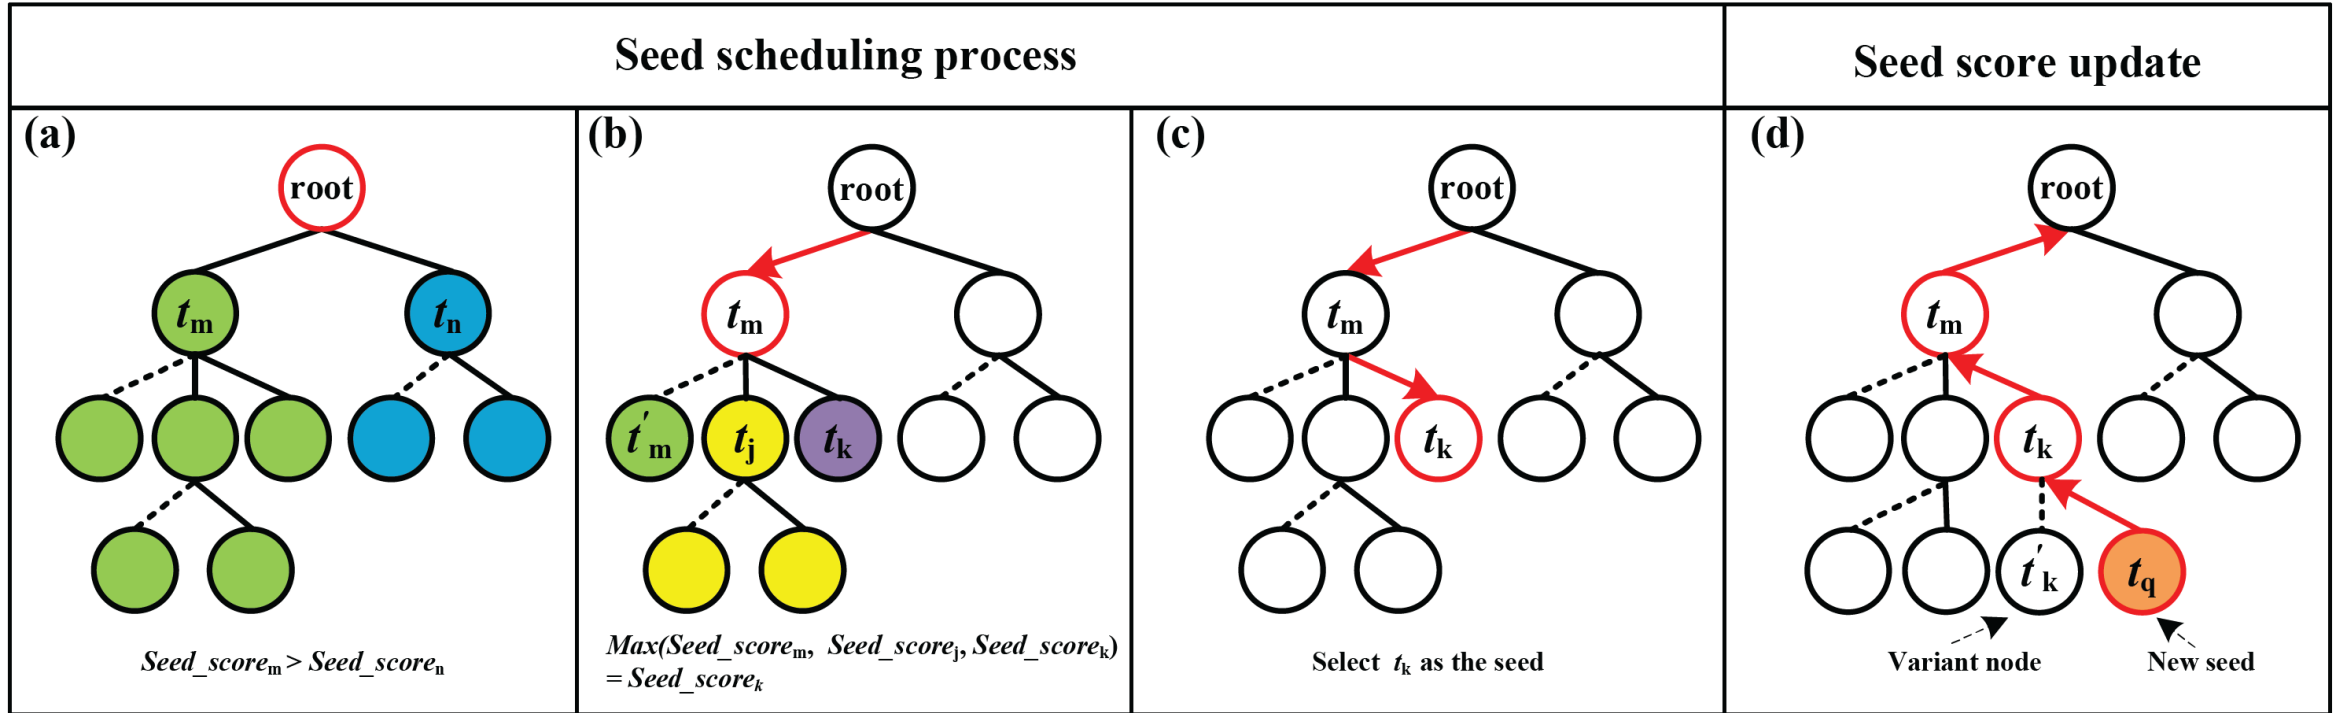 Seed scheduling process
Seed score update
(a)
root
tm
tn
Seed_scorem > Seed_scoren
(b)
root
tm
t'm
tj
tk
Max(Seed_scorem, Seed_scorej, Seed_scorek)
= Seed_scorek
(c)
root
tm
tk
Select tk as the seed
(d)
root
tm
tk
t'k
tq
Variant node
New seed